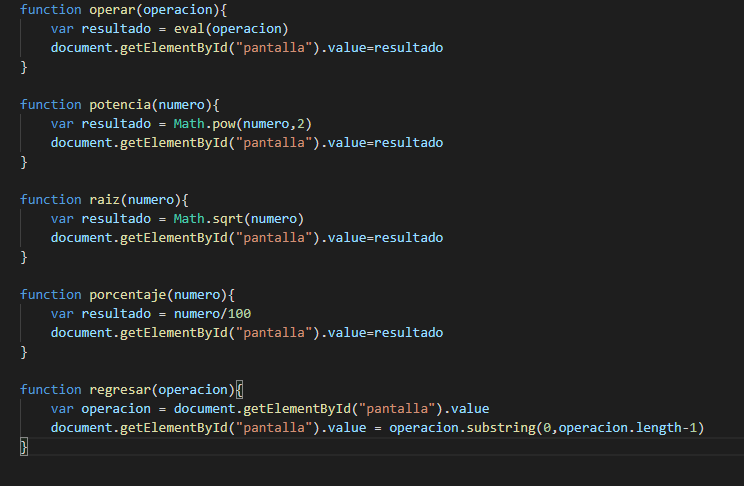 function operar(operacion){
var resultado = eval(operacion)
document.getElementById("pantalla").value=resultado
}
function potencia(numero){
var resultado = Math.pow(numero,2)
document.getElementById("pantalla").value=resultado
}
function raiz(numero){
var resultado = Math.sqrt(numero)
document.getElementById("pantalla").value=resultado
}
function porcentaje(numero){
var resultado = numero/100
document.getElementById("pantalla").value=resultado
}
function regresar(operacion){
var operacion = document.getElementById("pantalla").value
document.getElementById("pantalla").value = operacion.substring(0,operacion.length-1)
}